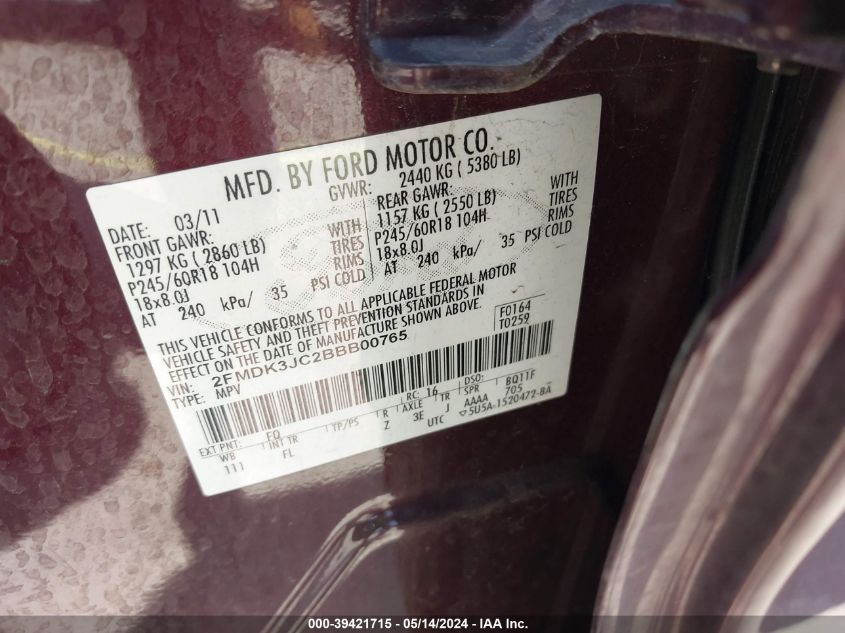 MFD. BY FORD MOTOR CO.
DATE: 03/11 GVWR: 2440 KG ( 5380 LB)
FRONT GAWR: REAR GAWR:
1297 KG ( 2860 LB) WITH 1157 KG ( 2550 LB) WITH
P245/60R18 104H TIRES P245/60R18 104H TIRES
18x8.0J RIMS 18x8.0J RIMS
AT 240 kPa/ 35 PSI COLD AT 240 kPa/ 35 PSI COLD
THIS VEHICLE CONFORMS TO ALL APPLICABLE FEDERAL MOTOR
VEHICLE SAFETY AND THEFT PREVENTION STANDARDS IN
EFFECT ON THE DATE OF MANUFACTURE SHOWN ABOVE.
F0164
T0259
VIN: 2FMDK3JC2BBB00765
TYPE: MPV
EXT PNT: FQ RC: 16 DSO: BQ11F
WB INT TR TP/PS R AXLE TR SPR
111 FL Z 3E J AAAA 705
UTC 5U5A-1520472-BA
000-39421715 - 05/14/2024 - IAA Inc.